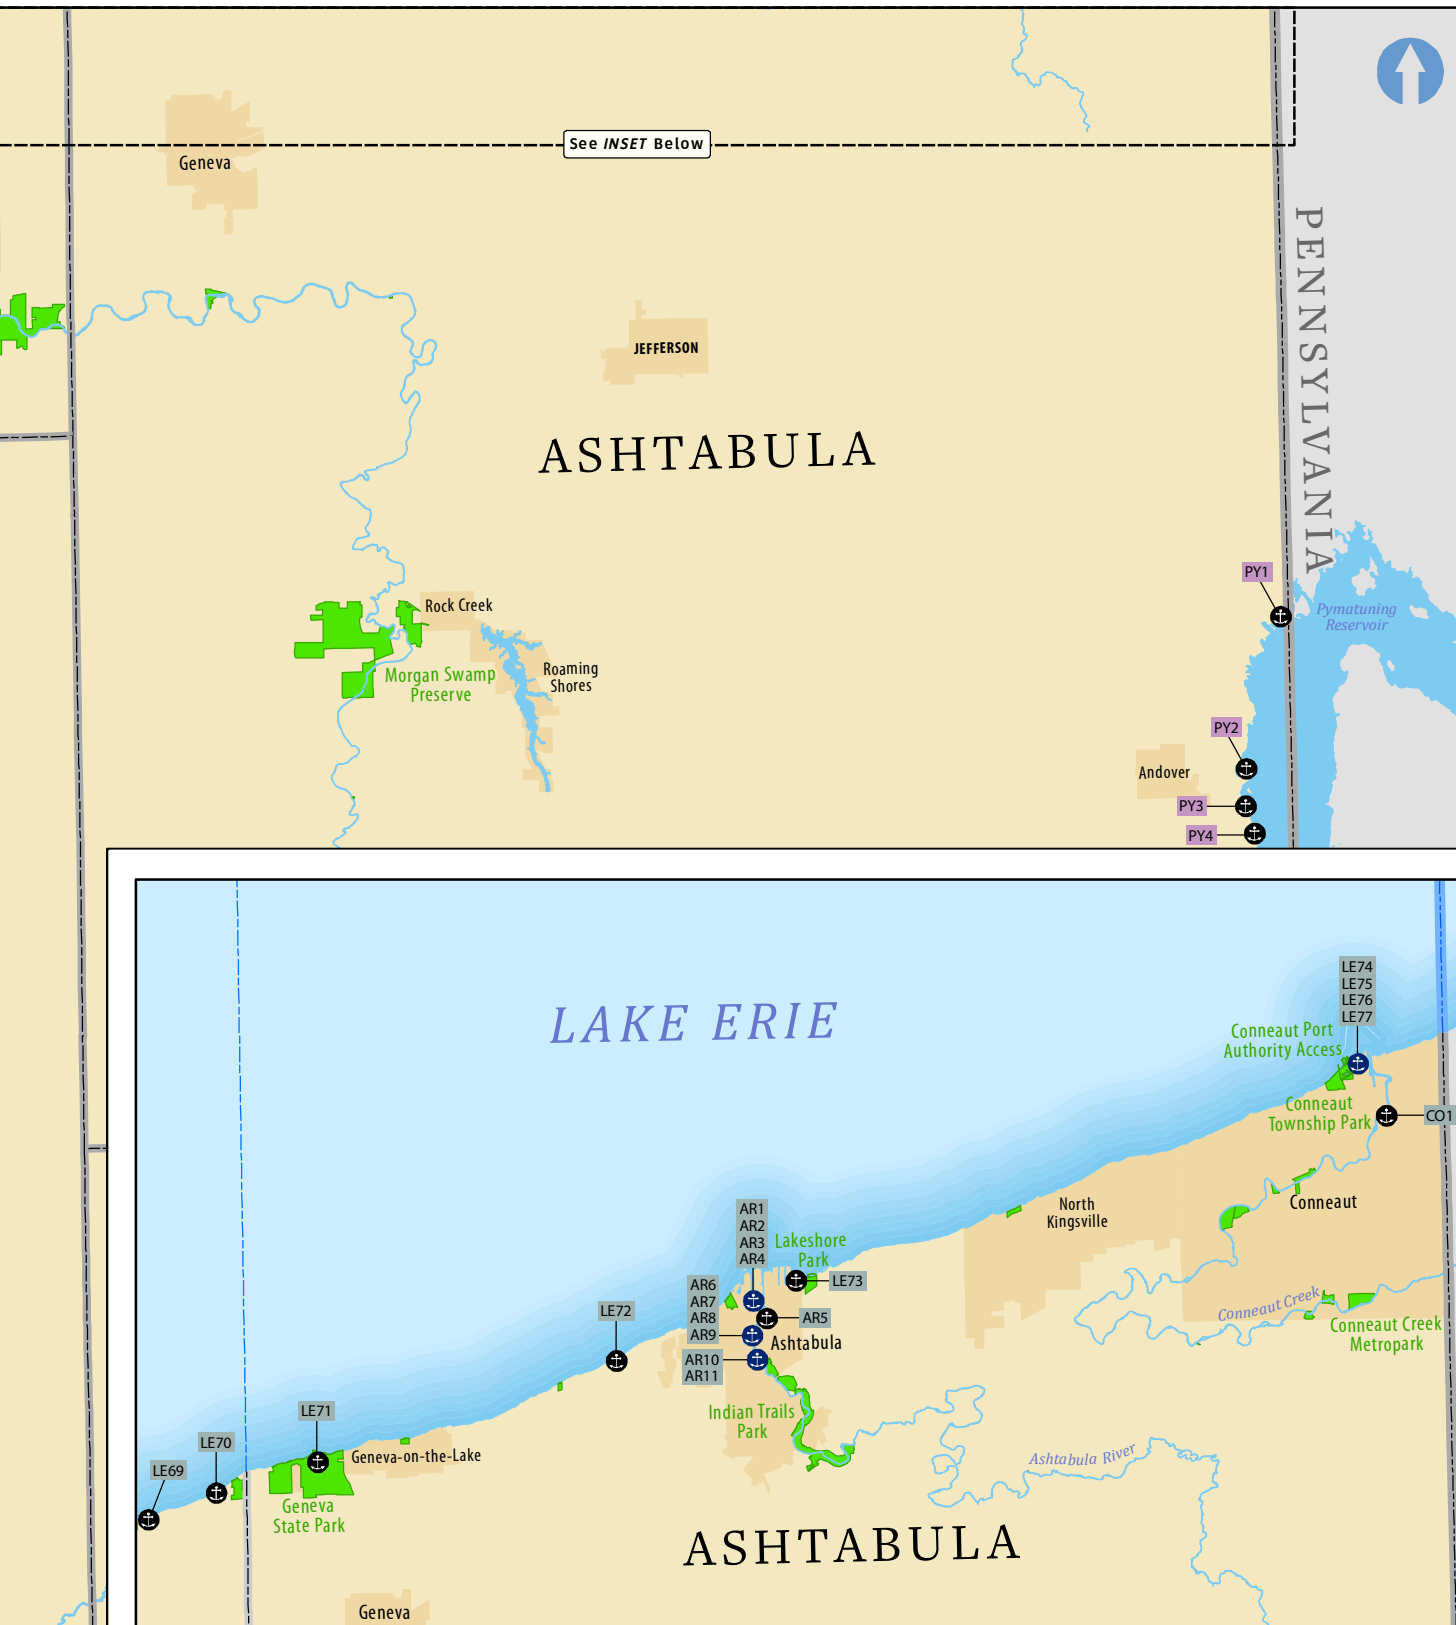 See INSET Below
Geneva
PENNSYLVANIA
JEFFERSON
ASHTABULA
PY1
Pymatuning
Reservoir
Rock Creek
Roaming
Shores
Morgan Swamp
Preserve
PY2
Andover
PY3
PY4
LAKE ERIE
LE74
LE75
LE76
LE77
Conneaut Port
Authority Access
Conneaut
Township Park
CO1
North
Kingsville
Conneaut
AR1
AR2
AR3
AR4
Lakeshore
Park
LE73
AR6
AR7
AR8
AR9
AR5
Ashtabula
LE72
AR10
AR11
Conneaut Creek
Conneaut Creek
Metropark
Indian Trails
Park
LE71
Geneva-on-the-Lake
LE70
LE69
Ashtabula River
Geneva
State Park
ASHTABULA
Geneva